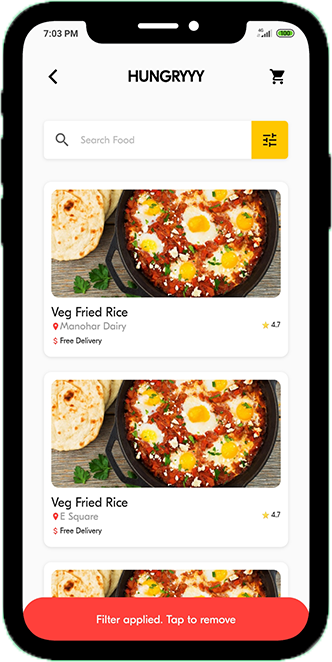 7:03 PM
4G
100
HUNGRYYY
Search Food
Veg Fried Rice
Manohar Dairy
4.7
$ Free Delivery
Veg Fried Rice
E Square
4.7
$ Free Delivery
Filter applied. Tap to remove